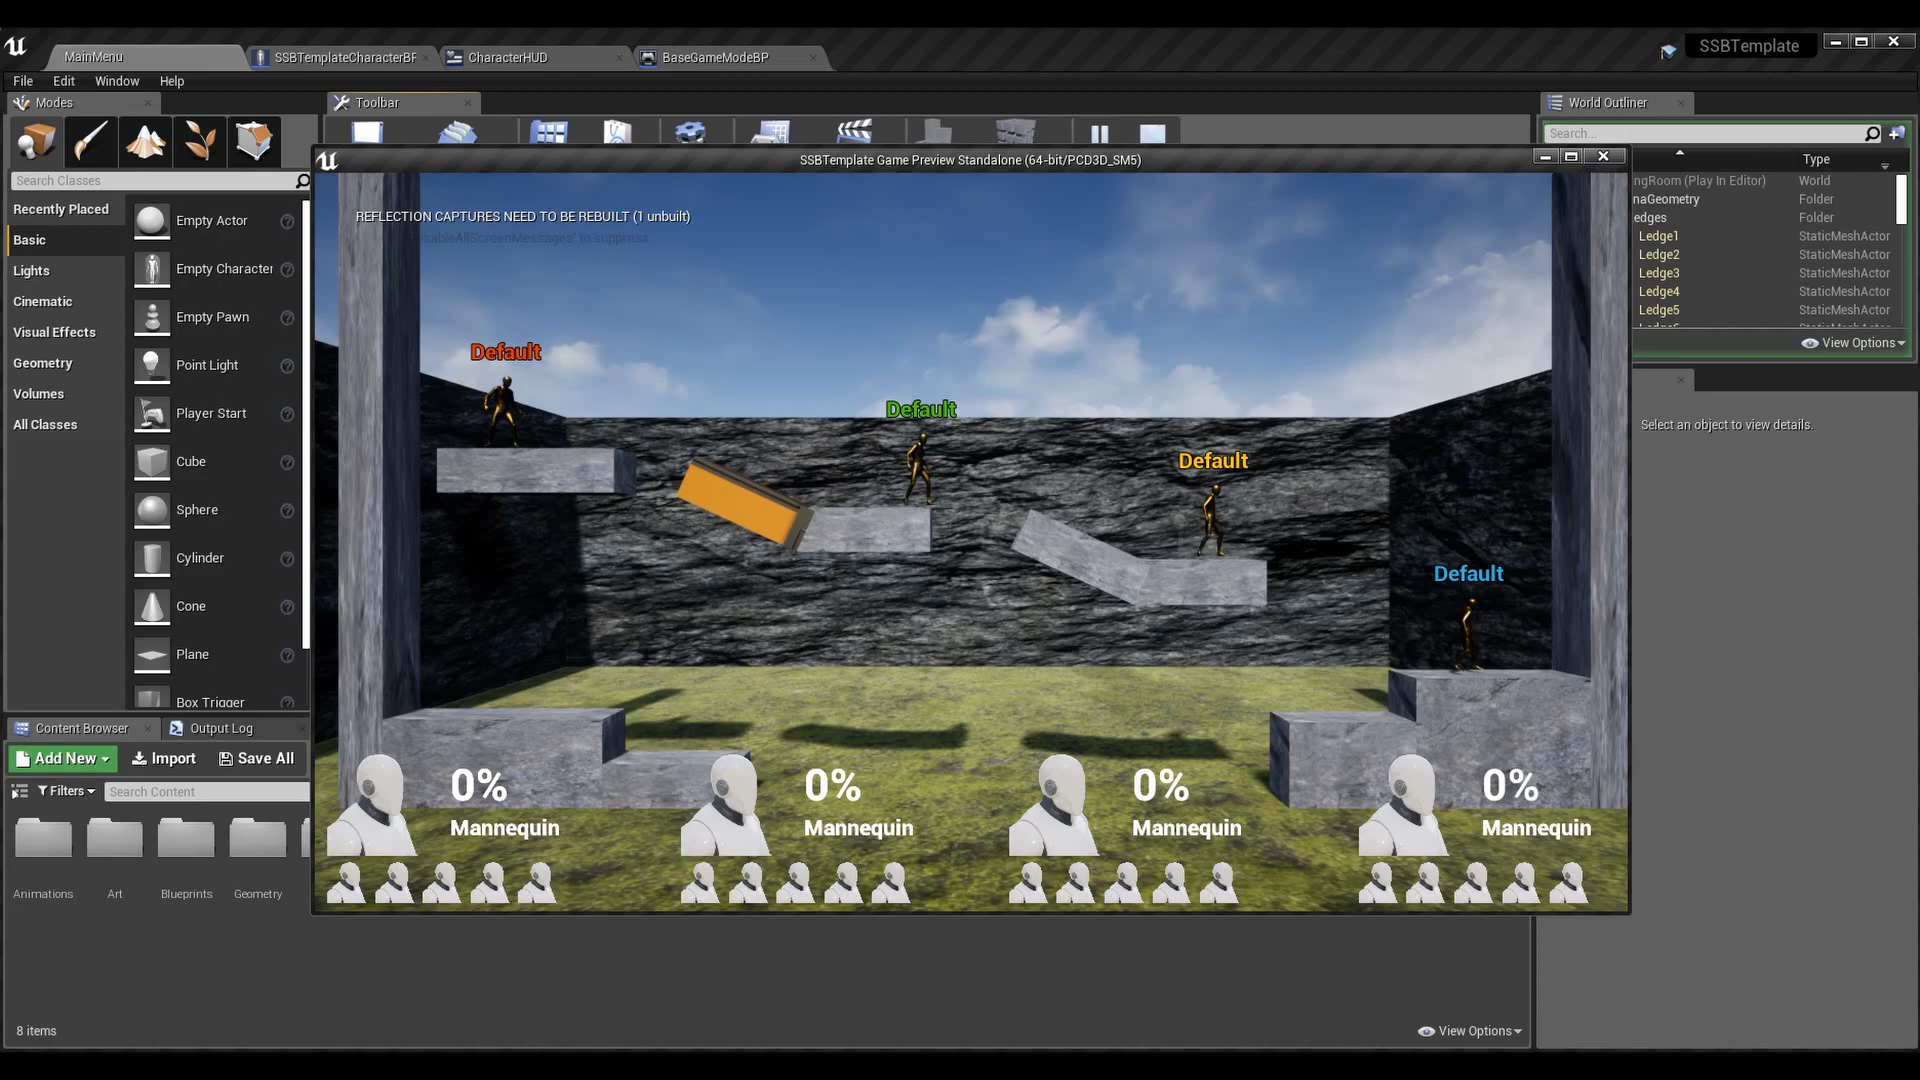 MainMenu
SSBTemplateCharacterBF
CharacterHUD
BaseGameModeBP
SSBTemplate
File Edit Window Help
Modes
Toolbar
World Outliner
Search...
Type
SSBTemplate Game Preview Standalone (64-bit/PCD3D_SM5)
Search Classes
Recently Placed
Basic
Lights
Cinematic
Visual Effects
Geometry
Volumes
All Classes
Empty Actor
Empty Character
Empty Pawn
Point Light
Player Start
Cube
Sphere
Cylinder
Cone
Plane
Box Trigger
REFLECTION CAPTURES NEED TO BE REBUILT (1 unbuilt)
ableAllScreenMessages' to suppress
Default
Default
Default
Default
0%
Mannequin
0%
Mannequin
0%
Mannequin
0%
Mannequin
ngRoom (Play In Editor) World
naGeometry Folder
edges Folder
Ledge1 StaticMeshActor
Ledge2 StaticMeshActor
Ledge3 StaticMeshActor
Ledge4 StaticMeshActor
Ledge5 StaticMeshActor
View Options
Select an object to view details.
Content Browser
Output Log
Add New
Import
Save All
Filters
Search Content
Animations
Art
Blueprints
Geometry
8 items
View Options